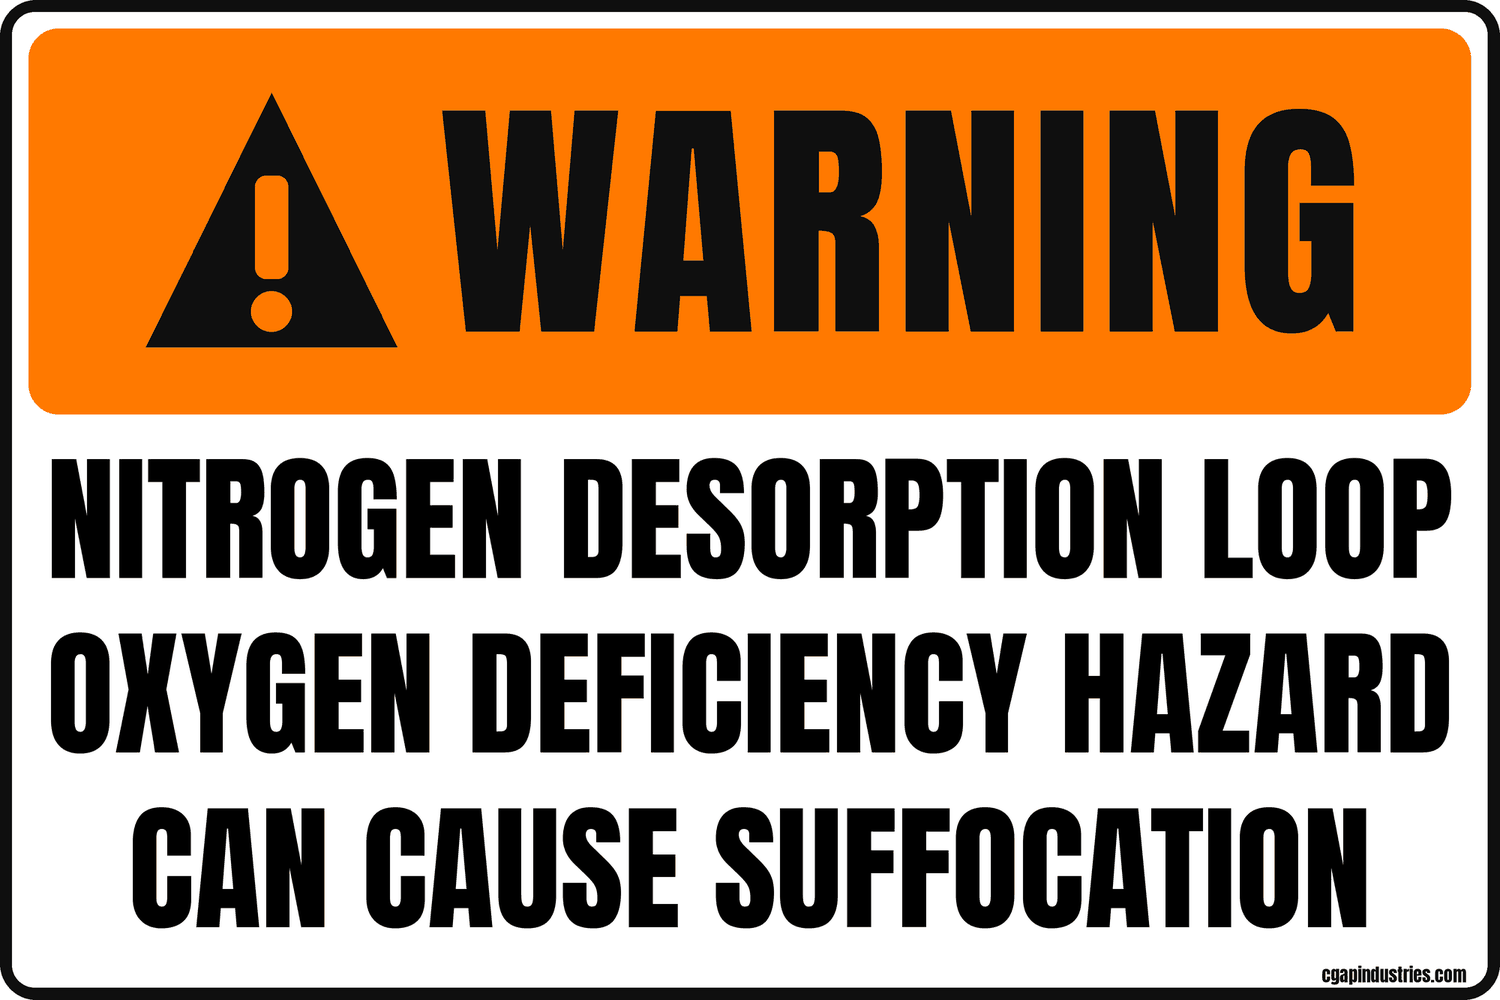 WARNING
NITROGEN DESORPTION LOOP
OXYGEN DEFICIENCY HAZARD
CAN CAUSE SUFFOCATION
cgapindustries.com